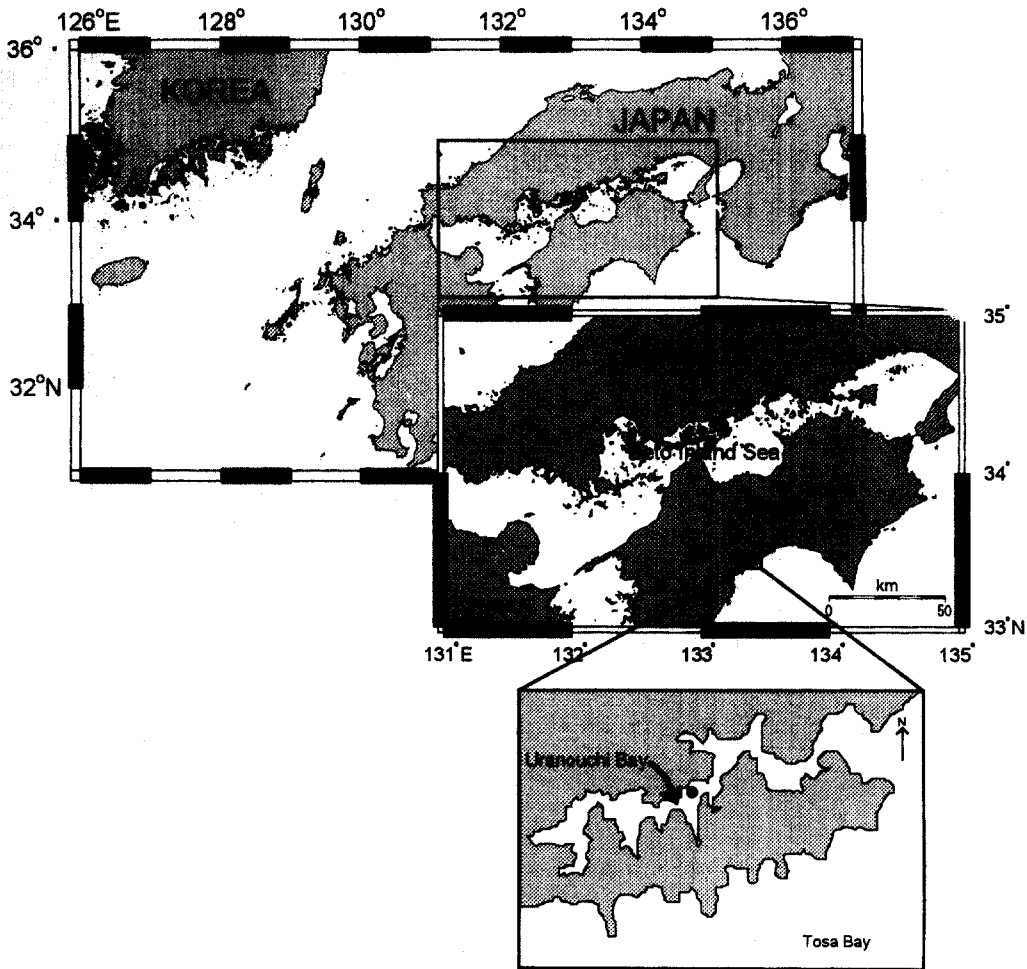 126°E 128° 130° 132° 134° 136°
36°
KOREA
JAPAN
34°
32°N
35°
Seto Inland Sea
34°
km
0 50
33°N
131°E 132° 133° 134° 135°
N
Uranouchi Bay
Tosa Bay